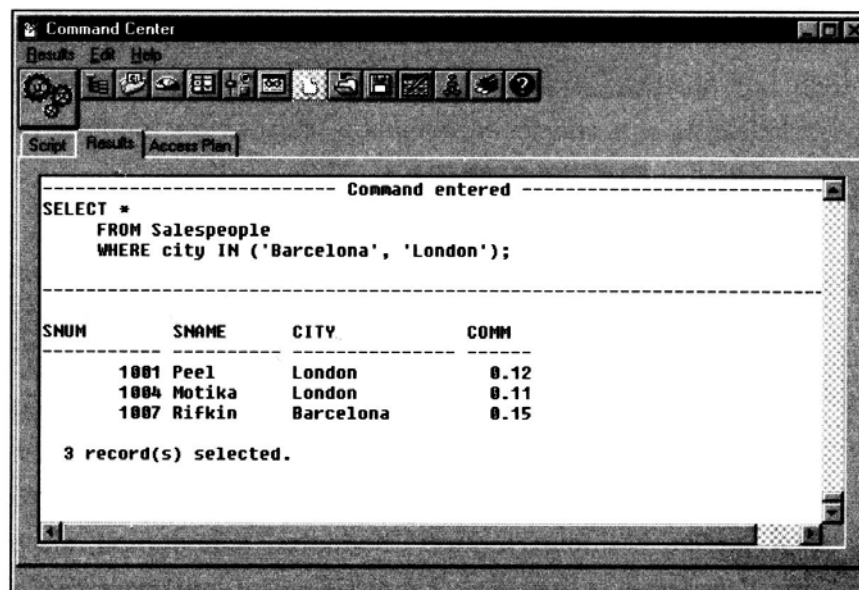 Command Center
Results Edit Help
Script Results Access Plan
------------------------------ Command entered ------------------------------
SELECT *
FROM Salespeople
WHERE city IN ('Barcelona', 'London');
------------------------------------------------------------------------------
SNUM SNAME CITY COMM
----------- ---------- --------------- ------
1001 Peel London 0.12
1004 Motika London 0.11
1007 Rifkin Barcelona 0.15
3 record(s) selected.